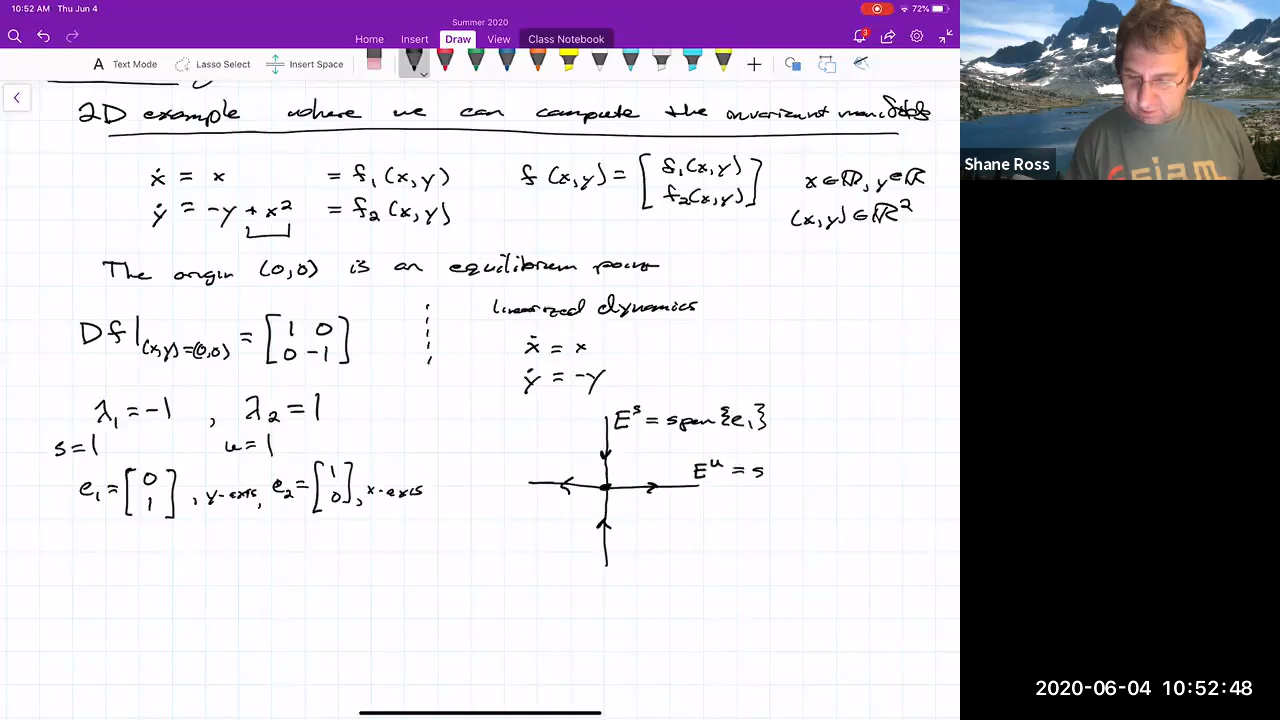 10:52 AM Thu Jun 4
72%
Summer 2020
Home Insert Draw View Class Notebook
3
A Text Mode Lasso Select Insert Space
2D example where we can compute the invariant manifolds
ẋ = x = f₁(x,y)
ẏ = -y + x² = f₂(x,y)
f(x,y) = [f₁(x,y)
f₂(x,y)]
x∈ℝ, y∈ℝ
(x,y)∈ℝ²
The origin (0,0) is an equilibrium point
Df|(x,y)=(0,0) = [1 0
0 -1]
linearized dynamics
ẋ = x
ẏ = -y
λ₁ = -1 , λ₂ = 1
s = 1 u = 1
e₁ = [0
1] , y-axis, e₂ = [1
0], x-axis
Eˢ = span{e₁}
Eᵘ = s
Shane Ross
siam
2020-06-04 10:52:48